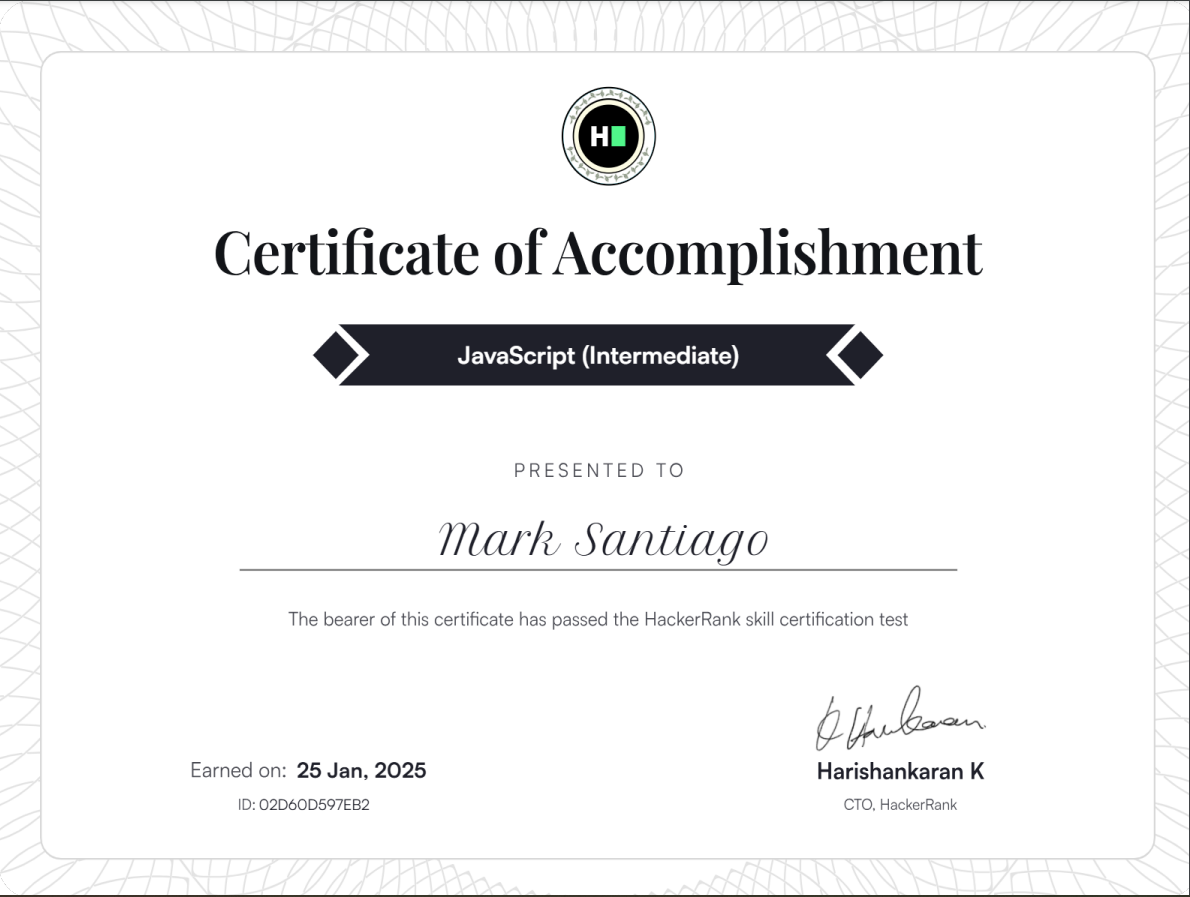 H
Certificate of Accomplishment
JavaScript (Intermediate)
PRESENTED TO
Mark Santiago
The bearer of this certificate has passed the HackerRank skill certification test
Earned on: 25 Jan, 2025
ID: 02D60D597EB2
Harishankaran K
CTO, HackerRank